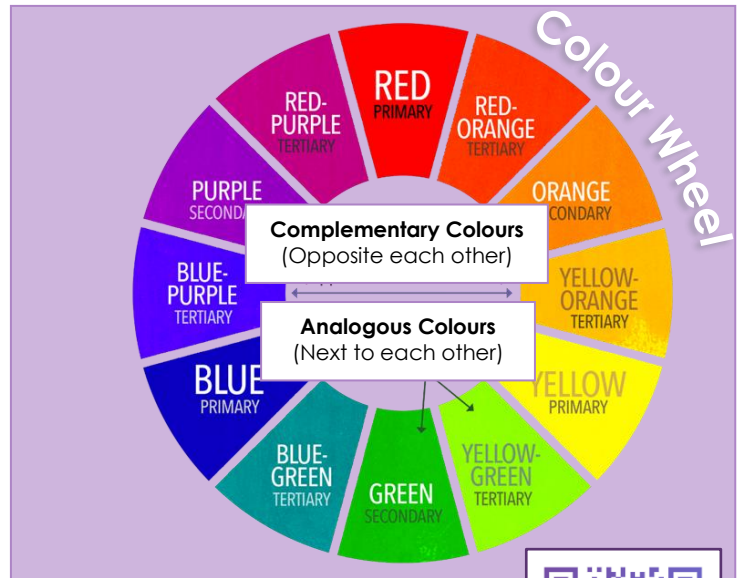 Colour Wheel
RED
PRIMARY
RED-
ORANGE
TERTIARY
ORANGE
CONDARY
YELLOW-
ORANGE
TERTIARY
YELLOW
PRIMARY
YELLOW-
GREEN
TERTIARY
GREEN
SECONDARY
BLUE-
GREEN
TERTIARY
BLUE
PRIMARY
BLUE-
PURPLE
TERTIARY
PURPLE
SECONDA
RED-
PURPLE
TERTIARY
Complementary Colours
(Opposite each other)
Analogous Colours
(Next to each other)